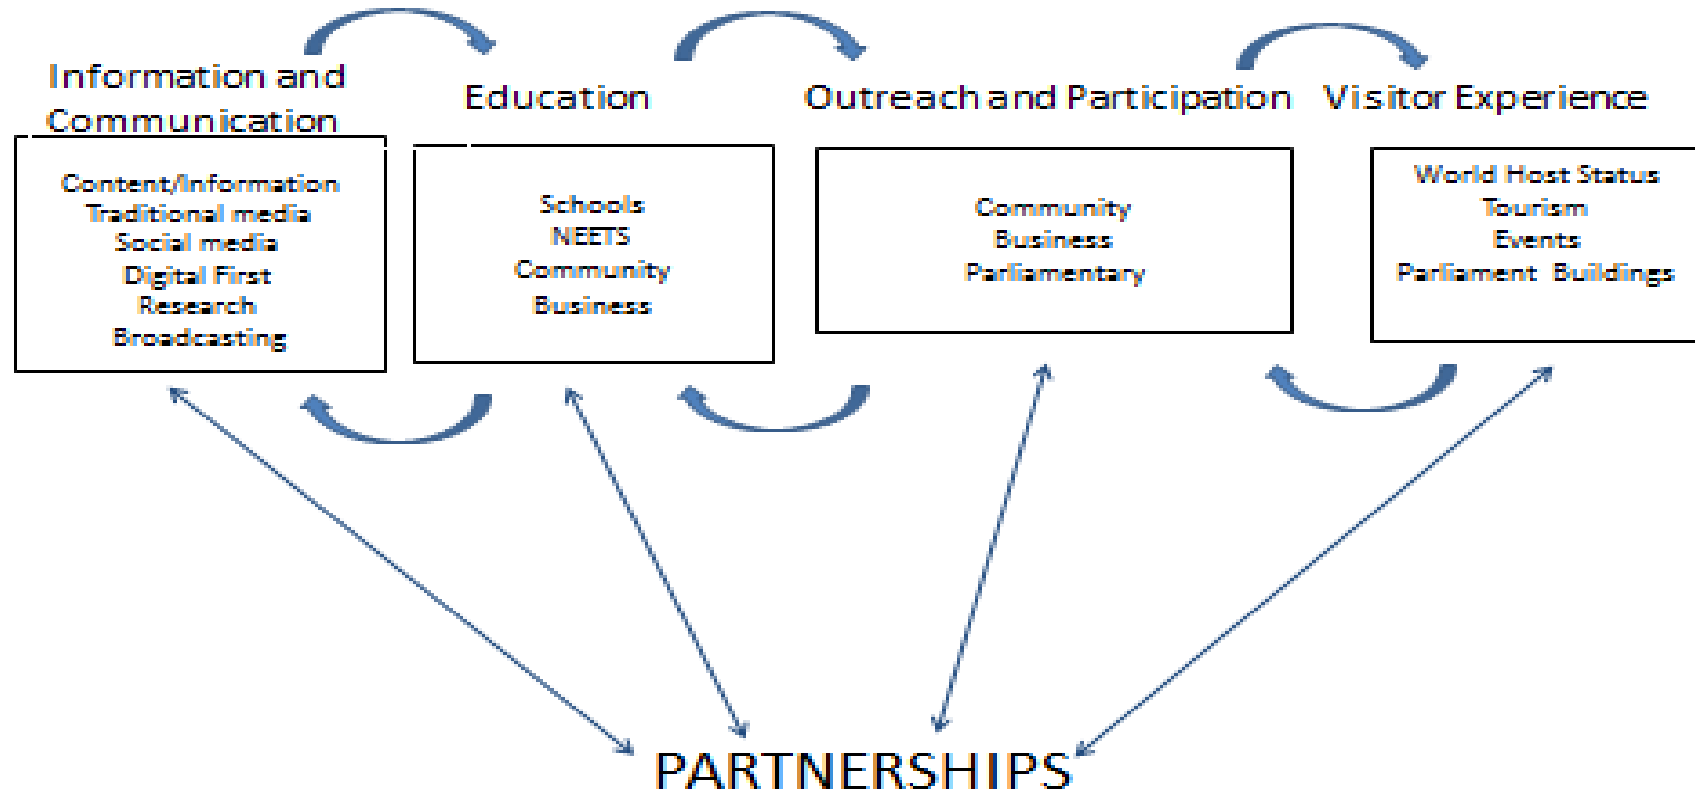 Information and
Communication
Content/Information
Traditional media
Social media
Digital First
Research
Broadcasting
Education
Schools
NEETS
Community
Business
Outreach and Participation
Community
Business
Parliamentary
Visitor Experience
World Host Status
Tourism
Events
Parliament Buildings
PARTNERSHIPS